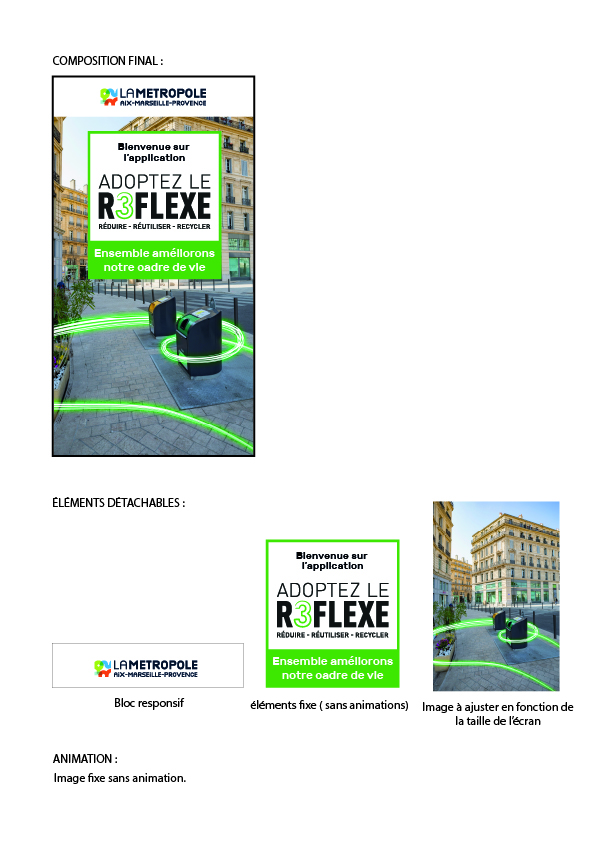 COMPOSITION FINAL :
LAMETROPOLE
AIX-MARSEILLE-PROVENCE
Bienvenue sur
l'application
ADOPTEZ LE
R3FLEXE
RÉDUIRE - RÉUTILISER - RECYCLER
Ensemble améliorons
notre cadre de vie
ÉLÉMENTS DÉTACHABLES :
LAMETROPOLE
AIX-MARSEILLE-PROVENCE
Bloc responsif
Bienvenue sur
l'application
ADOPTEZ LE
R3FLEXE
RÉDUIRE - RÉUTILISER - RECYCLER
Ensemble améliorons
notre cadre de vie
éléments fixe ( sans animations)
Image à ajuster en fonction de
la taille de l'écran
ANIMATION :
Image fixe sans animation.